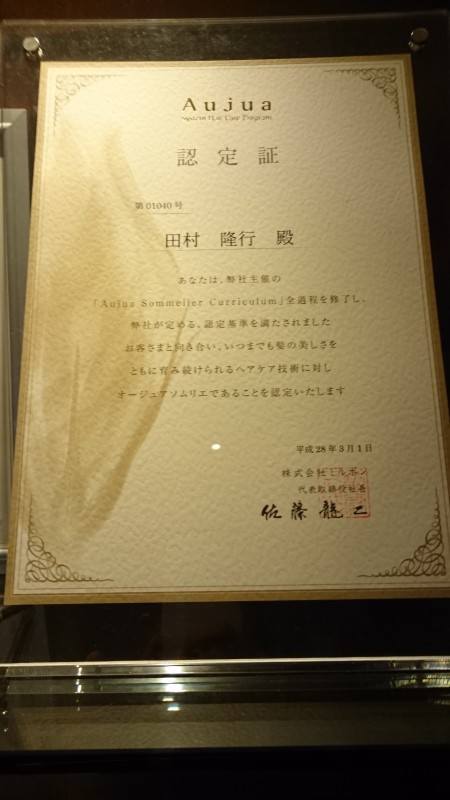 Aujua
Season Hair Care Program
認定証
第01040号
田村　隆行　殿
あなたは、弊社主催の
「Aujua Sommelier Curriculum」全過程を修了し、
弊社が定める、認定基準を満たされました
お客さまと向き合い、いつまでも髪の美しさを
ともに育み続けられるヘアケア技術に対し
オージュアソムリエであることを認定いたします
平成28年3月1日
株式会社ミルボン
代表取締役社長
佐藤龍二